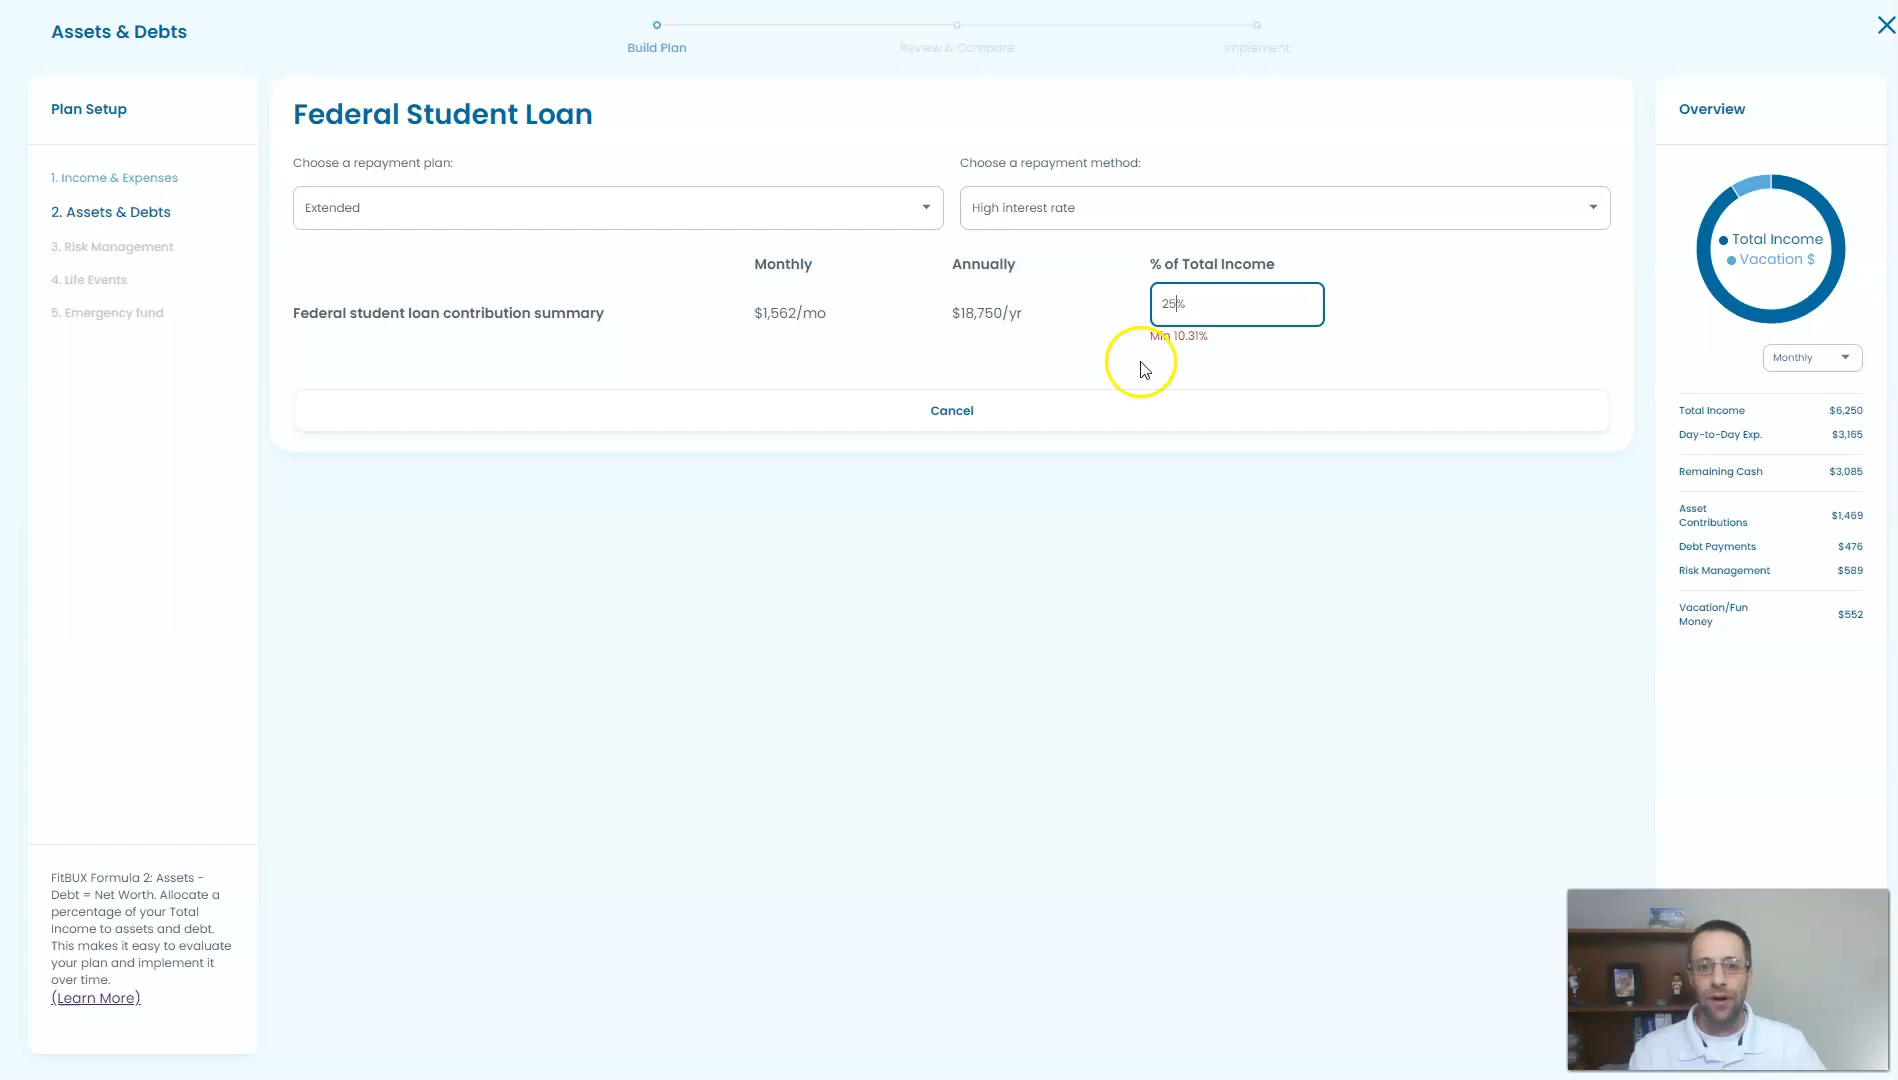 Assets & Debts
Build Plan
Review & Compare
Implement
Plan Setup
1. Income & Expenses
2. Assets & Debts
3. Risk Management
4. Life Events
5. Emergency fund
FitBUX Formula 2: Assets -
Debt = Net Worth. Allocate a
percentage of your Total
Income to assets and debt.
This makes it easy to evaluate
your plan and implement it
over time.
(Learn More)
Federal Student Loan
Choose a repayment plan:
Extended
Choose a repayment method:
High interest rate
Monthly Annually % of Total Income
Federal student loan contribution summary $1,562/mo $18,750/yr 25%
Min 10.31%
Cancel
Overview
Total Income
Vacation $
Monthly
Total Income $6,250
Day-to-Day Exp. $3,165
Remaining Cash $3,085
Asset
Contributions $1,469
Debt Payments $476
Risk Management $589
Vacation/Fun
Money $552